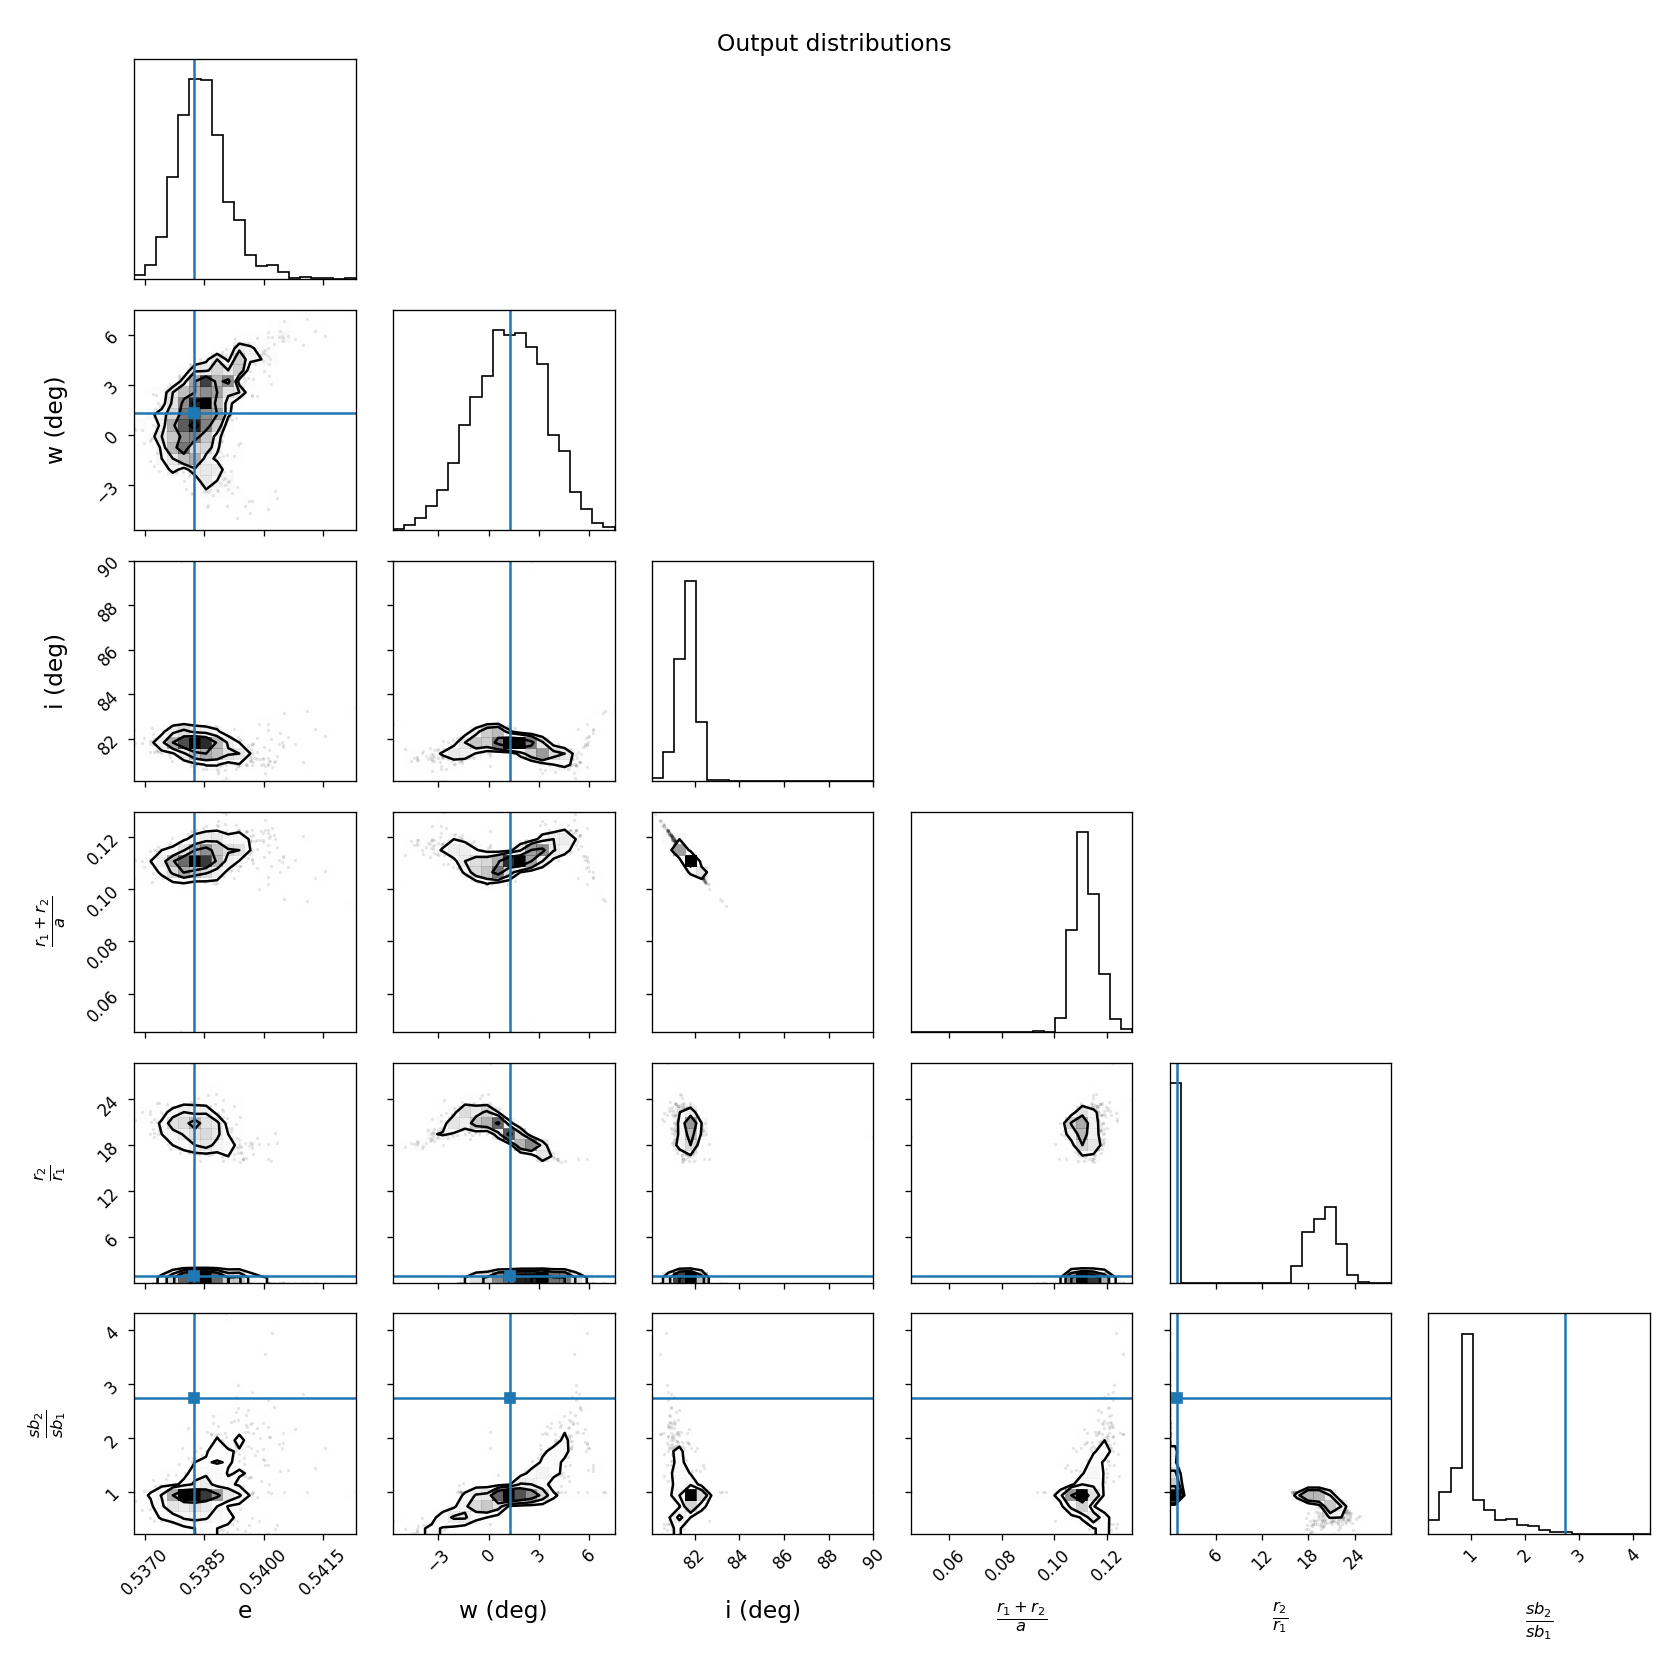 Output distributions
w (deg)
6
3
0
−3
i (deg)
90
88
86
84
82
r₁ + r₂
a
0.12
0.10
0.08
0.06
r₂
r₁
24
18
12
6
sb₂
sb₁
4
3
2
1
0.5370 0.5385 0.5400 0.5415 −3 0 3 6 82 84 86 88 90 0.06 0.08 0.10 0.12 6 12 18 24 1 2 3 4
e w (deg) i (deg)
r₁ + r₂
a
r₂
r₁
sb₂
sb₁